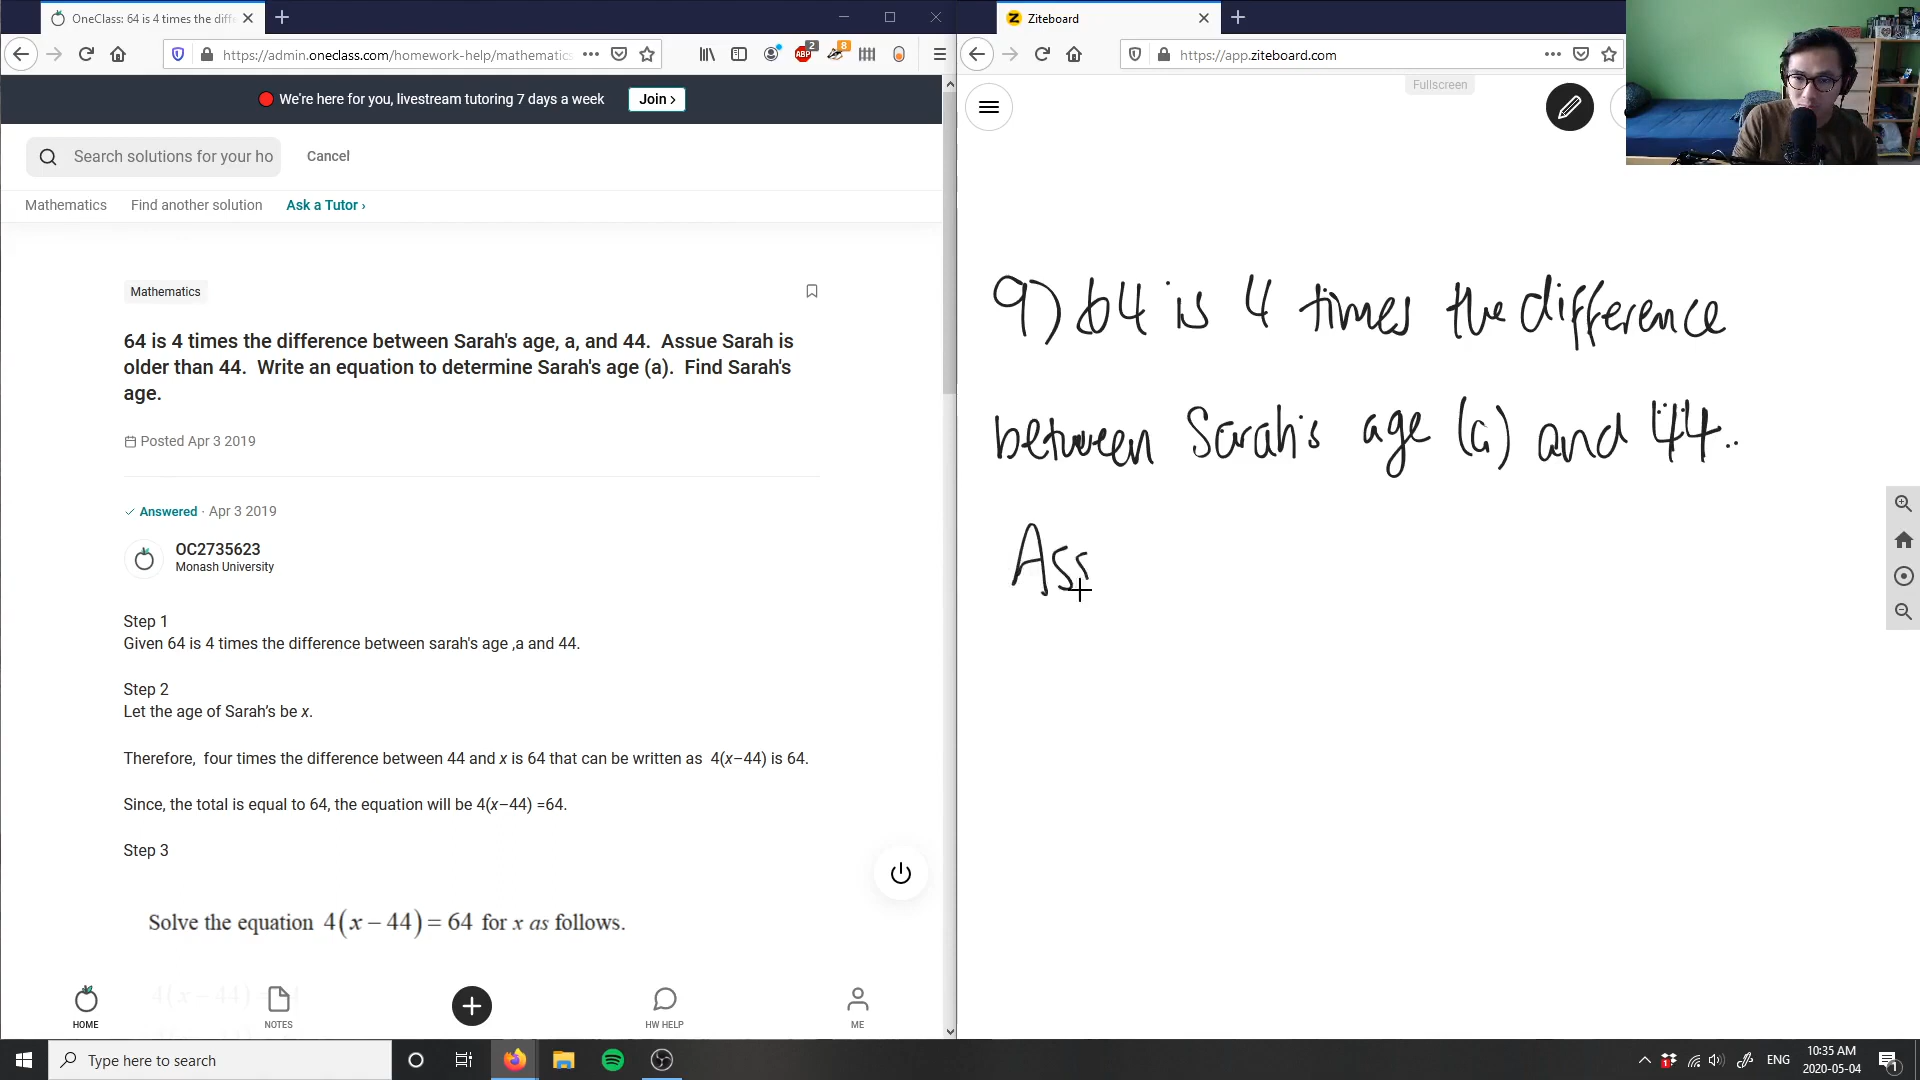 OneClass: 64 is 4 times the diff
https://admin.oneclass.com/homework-help/mathematics
ABP
2
8
We're here for you, livestream tutoring 7 days a week
Join ›
Search solutions for your ho
Cancel
Mathematics
Find another solution
Ask a Tutor ›
Mathematics
64 is 4 times the difference between Sarah's age, a, and 44. Assue Sarah is
older than 44. Write an equation to determine Sarah's age (a). Find Sarah's
age.
Posted Apr 3 2019
Answered · Apr 3 2019
OC2735623
Monash University
Step 1
Given 64 is 4 times the difference between sarah's age ,a and 44.
Step 2
Let the age of Sarah's be x.
Therefore, four times the difference between 44 and x is 64 that can be written as 4(x−44) is 64.
Since, the total is equal to 64, the equation will be 4(x−44) =64.
Step 3
Solve the equation 4(x − 44) = 64 for x as follows.
HOME
NOTES
HW HELP
ME
Ziteboard
https://app.ziteboard.com
Fullscreen
9) 64 is 4 times the difference
between Sarah's age (a) and 44..
Ass
Type here to search
1
ENG
10:35 AM
2020-05-04
1